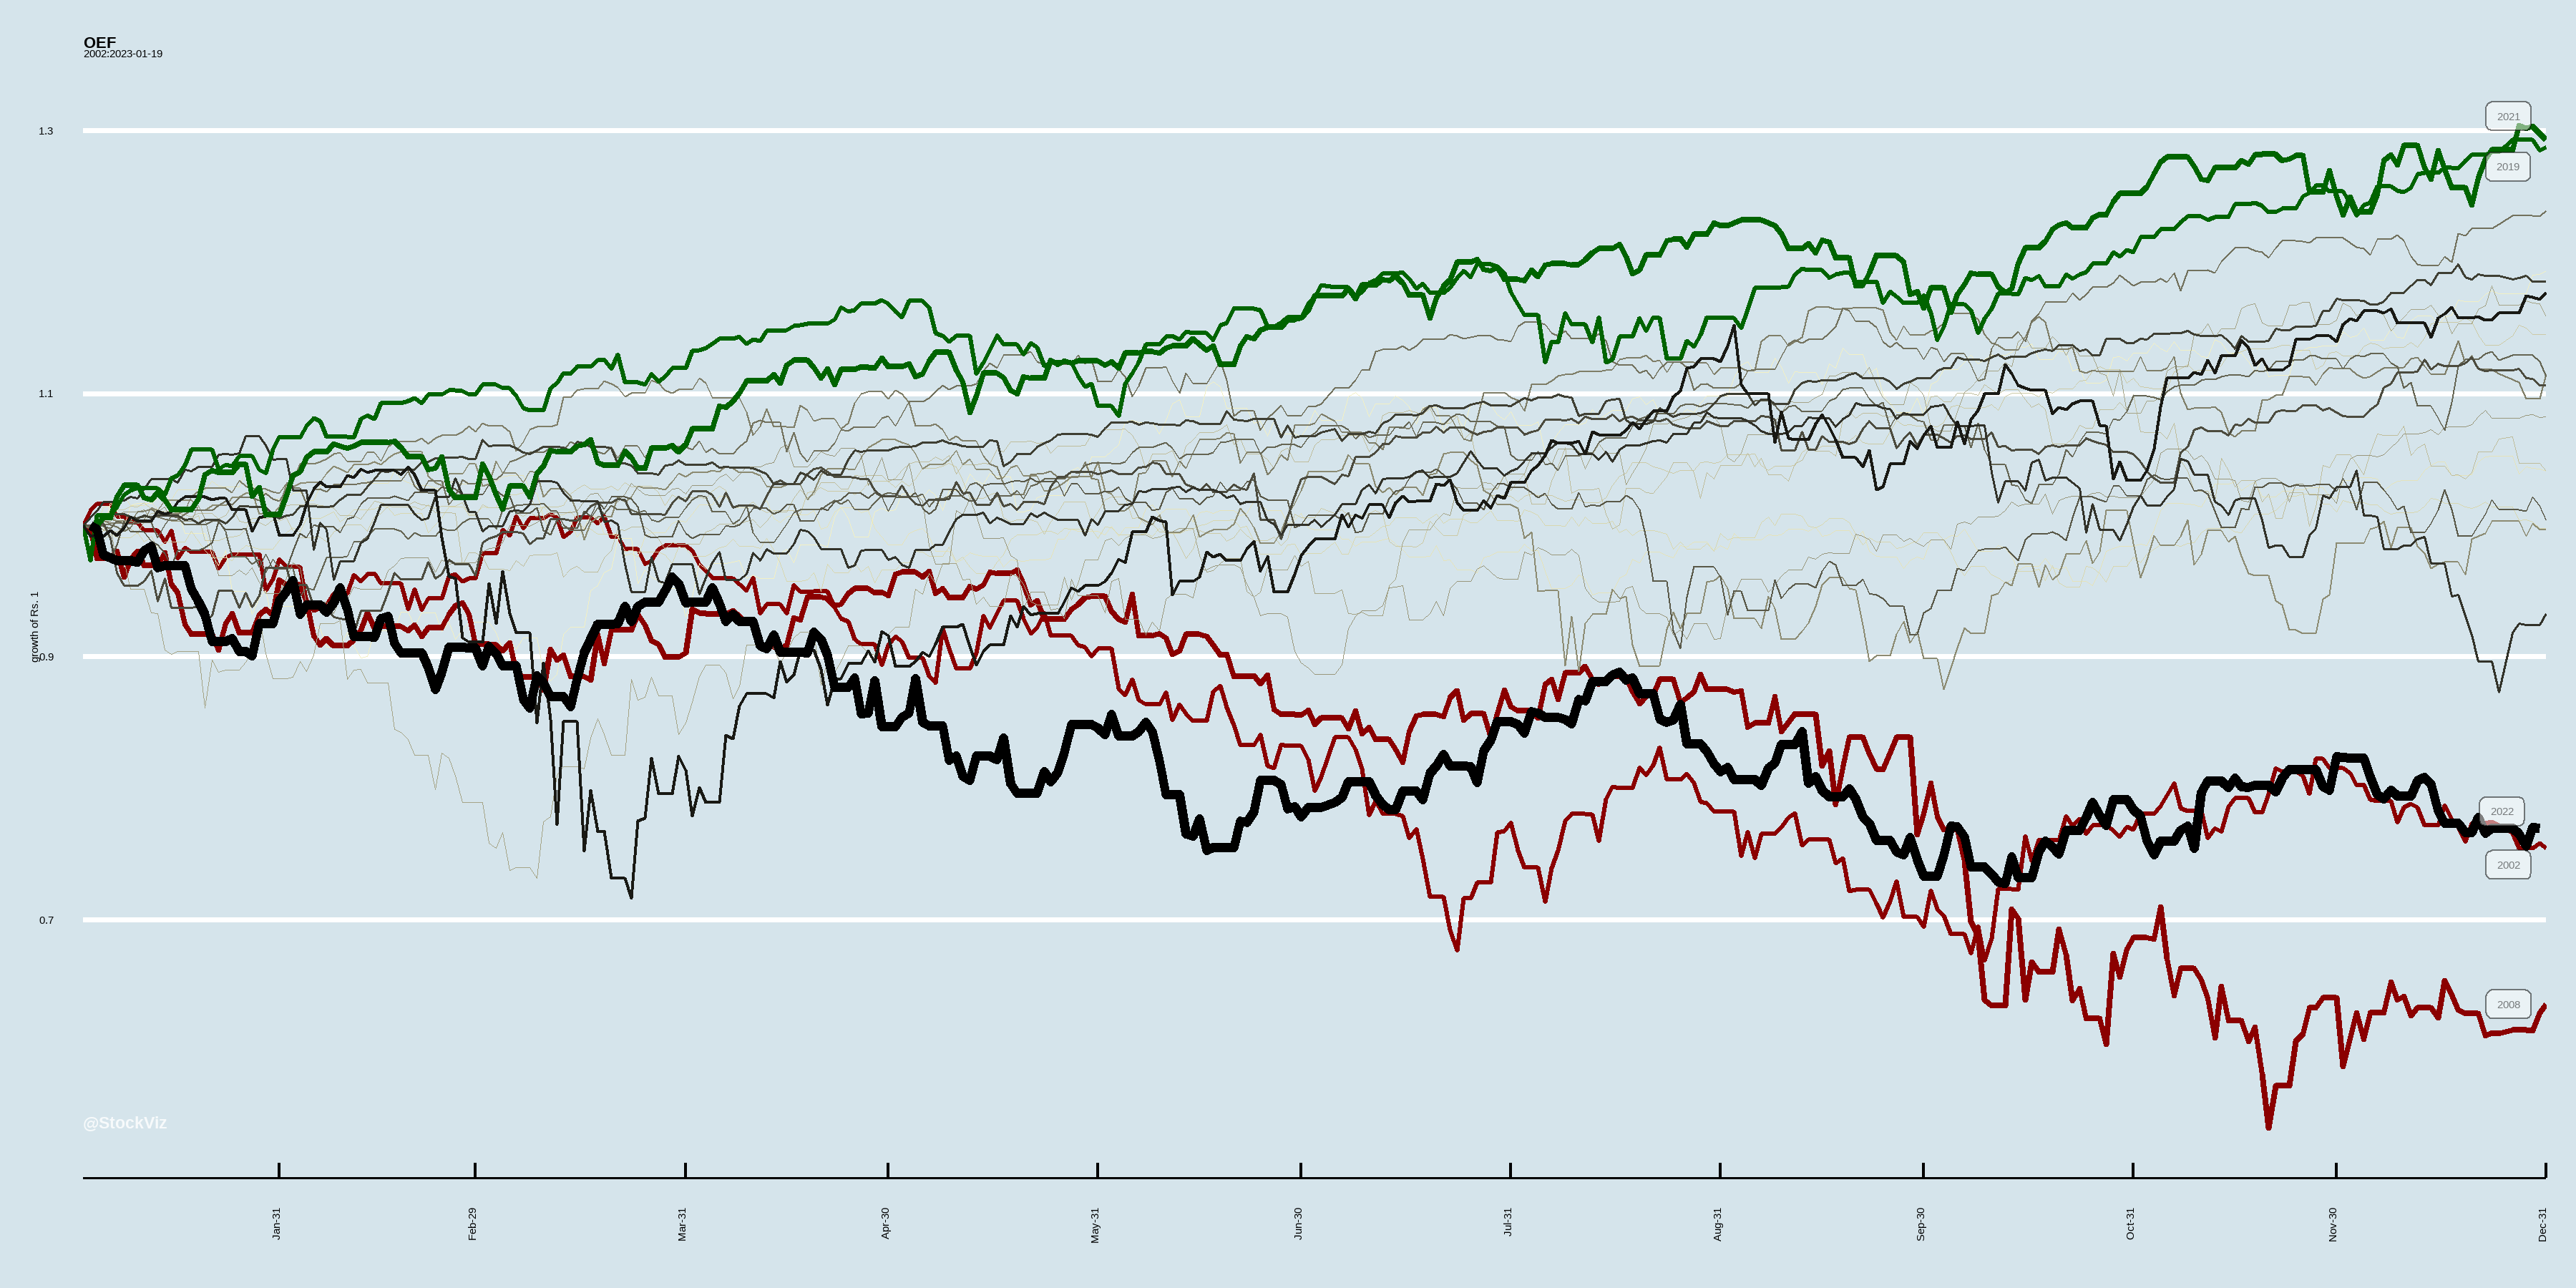 OEF
2002:2023-01-19
1.3
1.1
0.9
0.7
growth of Rs. 1
2021
2019
2022
2002
2008
@StockViz
Jan-31
Feb-29
Mar-31
Apr-30
May-31
Jun-30
Jul-31
Aug-31
Sep-30
Oct-31
Nov-30
Dec-31